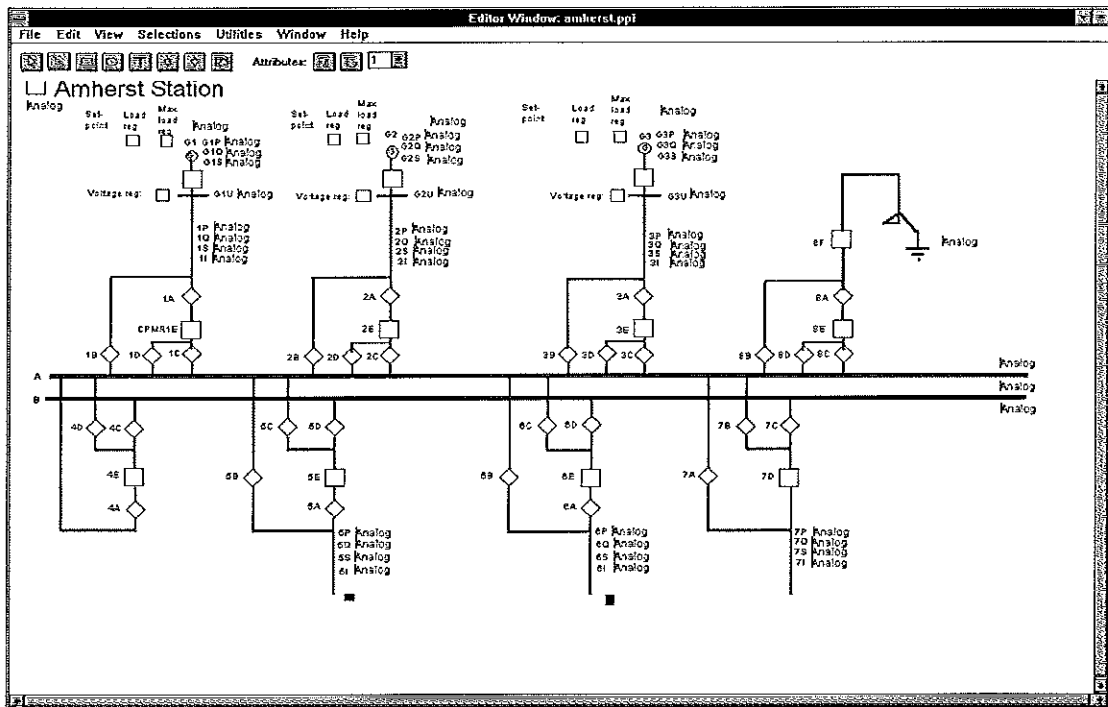 Editor Window: amherst.ppl
File Edit View Selections Utilities Window Help
Attributes: 1
Amherst Station
Analog
Set-point Load reg Max load reg Analog
G1 G1P Analog
G1Q Analog
G1S Analog
Voltage reg: G1U Analog
1P Analog
1Q Analog
1S Analog
1I Analog
1A
CPMR1E
1B 1D 1C
Set-point Load reg Max load reg Analog
G2 G2P Analog
G2Q Analog
G2S Analog
Voltage reg: G2U Analog
2P Analog
2Q Analog
2S Analog
2I Analog
2A
2E
2B 2D 2C
Set-point Load reg Max load reg Analog
G3 G3P Analog
G3Q Analog
G3S Analog
Voltage reg: G3U Analog
3P Analog
3Q Analog
3S Analog
3I Analog
3A
3E
3B 3D 3C
8F
Analog
8A
8E
8B 8D 8C
A Analog
Analog
B Analog
4D 4C
4E
4A
5C 5D
5B 5E
5A
5P Analog
5Q Analog
5S Analog
5I Analog
6C 6D
6B 6E
6A
6P Analog
6Q Analog
6S Analog
6I Analog
7B 7C
7A 7D
7P Analog
7Q Analog
7S Analog
7I Analog